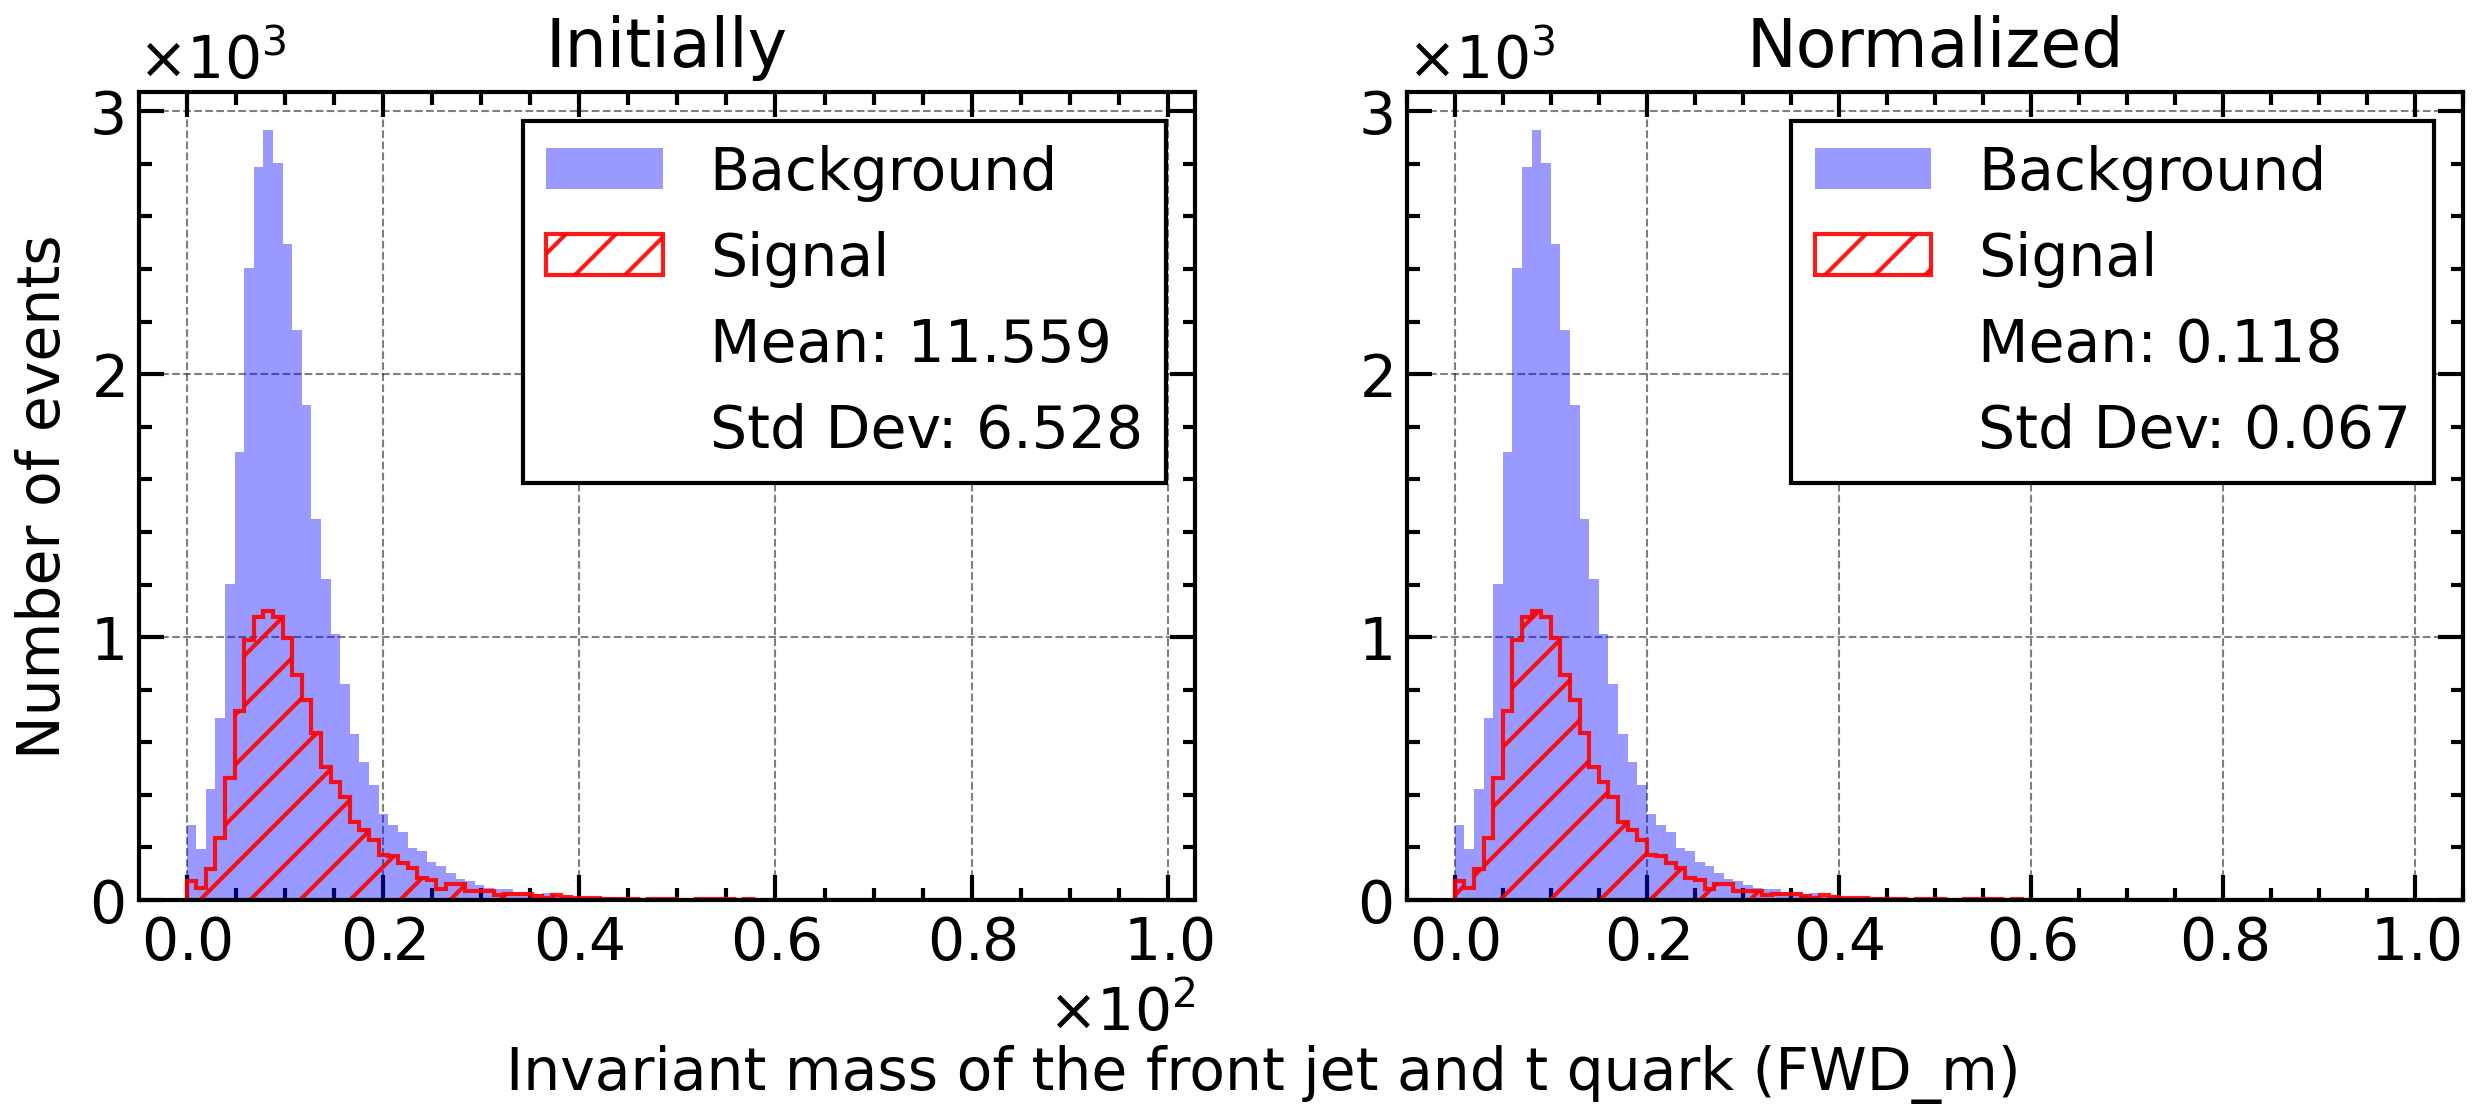 Initially
×10³
3
2
1
0
Number of events
Background
Signal
Mean: 11.559
Std Dev: 6.528
0.0 0.2 0.4 0.6 0.8 1.0
×10²
Normalized
×10³
3
2
1
0
Background
Signal
Mean: 0.118
Std Dev: 0.067
0.0 0.2 0.4 0.6 0.8 1.0
Invariant mass of the front jet and t quark (FWD_m)